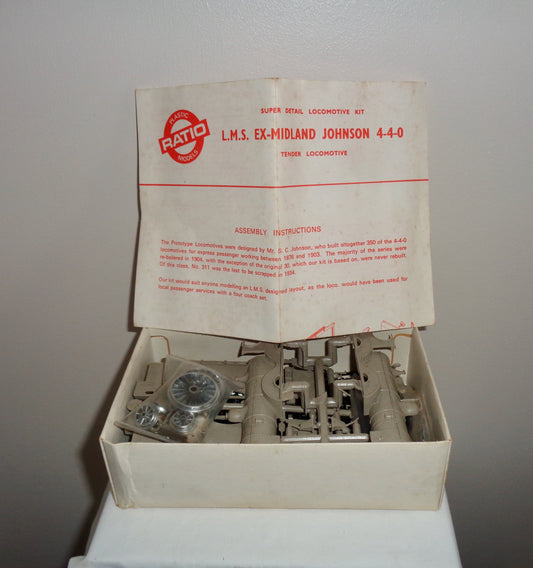 PLASTIC
RATIO
MODELS
SUPER DETAIL LOCOMOTIVE KIT
L.M.S. EX-MIDLAND JOHNSON 4-4-0
TENDER LOCOMOTIVE
ASSEMBLY INSTRUCTIONS
The Prototype Locomotives were designed by Mr. S. C. Johnson, who built altogether 350 of the 4-4-0
locomotives for express passenger working between 1876 and 1903. The majority of the series were
re-boilered in 1904, with the exception of the original 30, which our kit is based on, were never rebuilt.
Of this class, No. 311 was the last to be scrapped in 1934.
Our kit would suit anyone modelling an L.M.S. designed layout, as the loco. would have been used for
local passenger services with a four coach set.